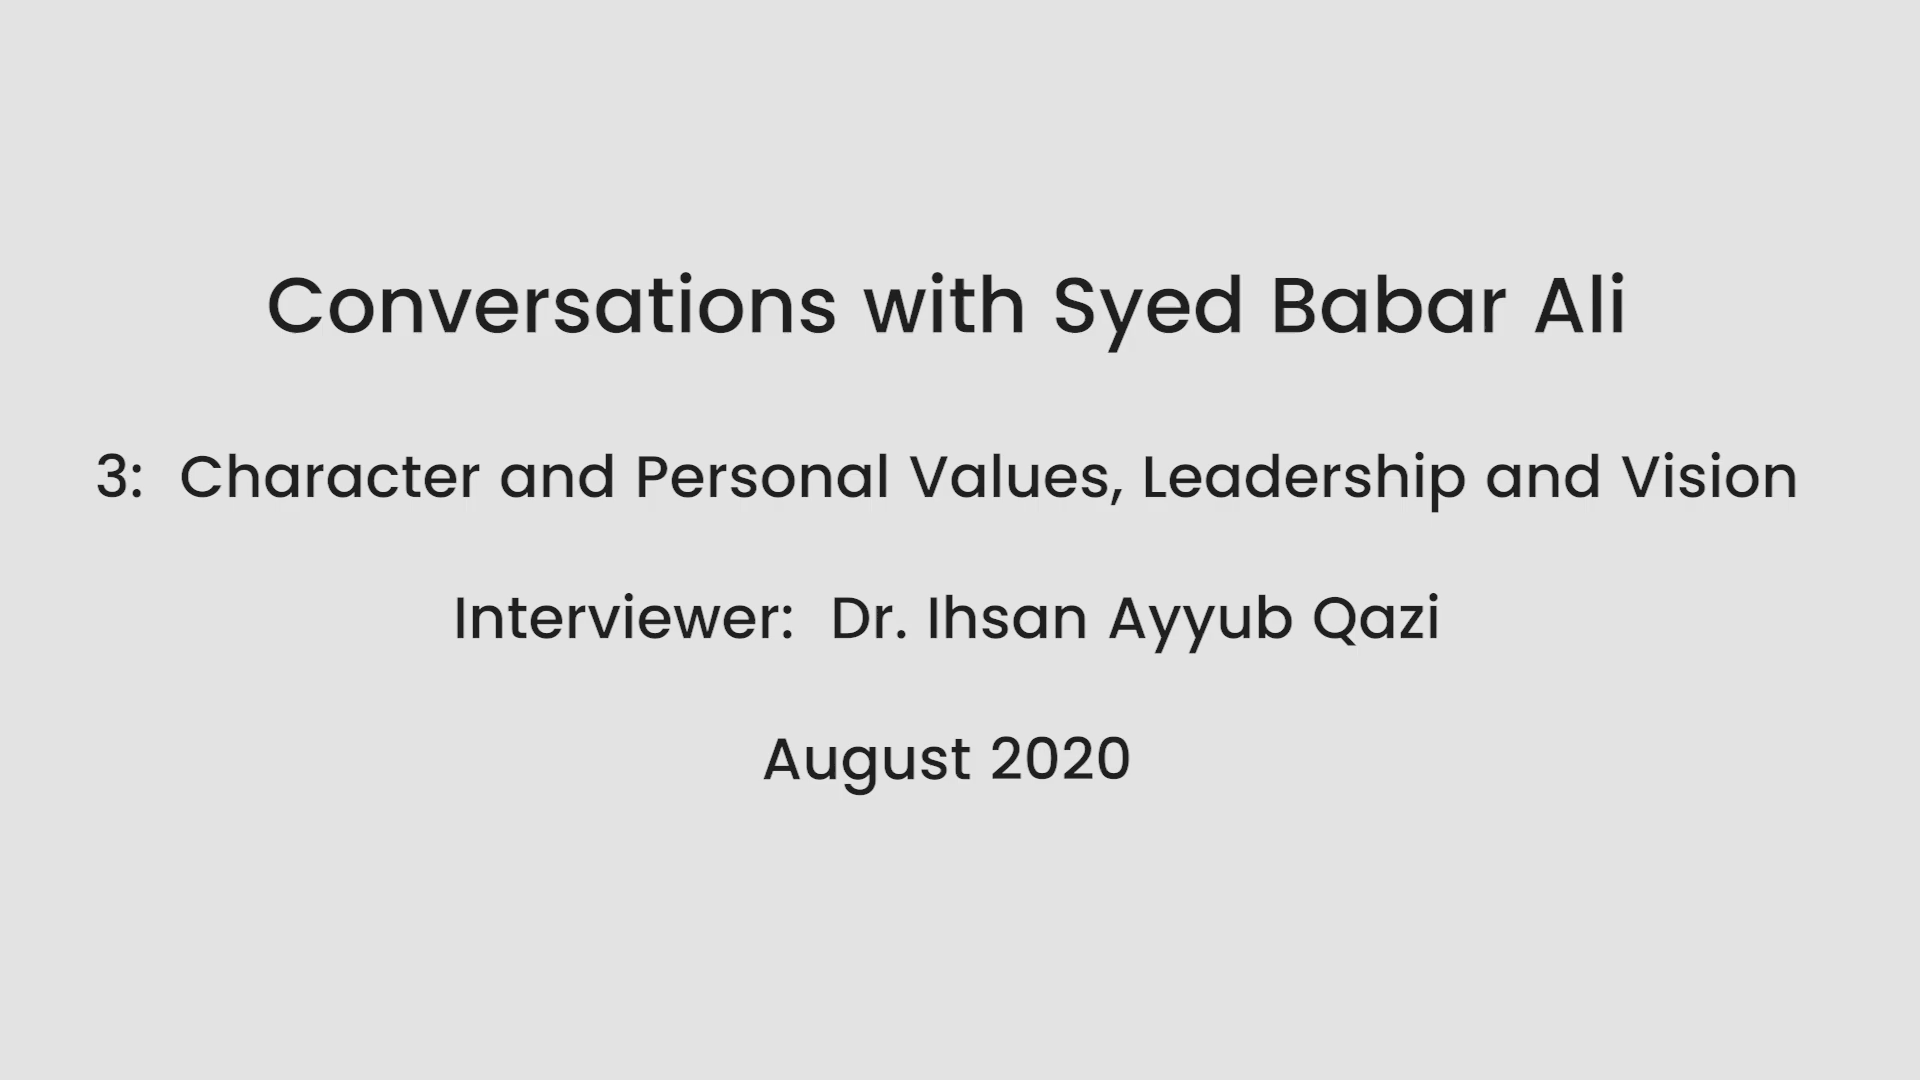 Conversations with Syed Babar Ali
3: Character and Personal Values, Leadership and Vision
Interviewer: Dr. Ihsan Ayyub Qazi
August 2020